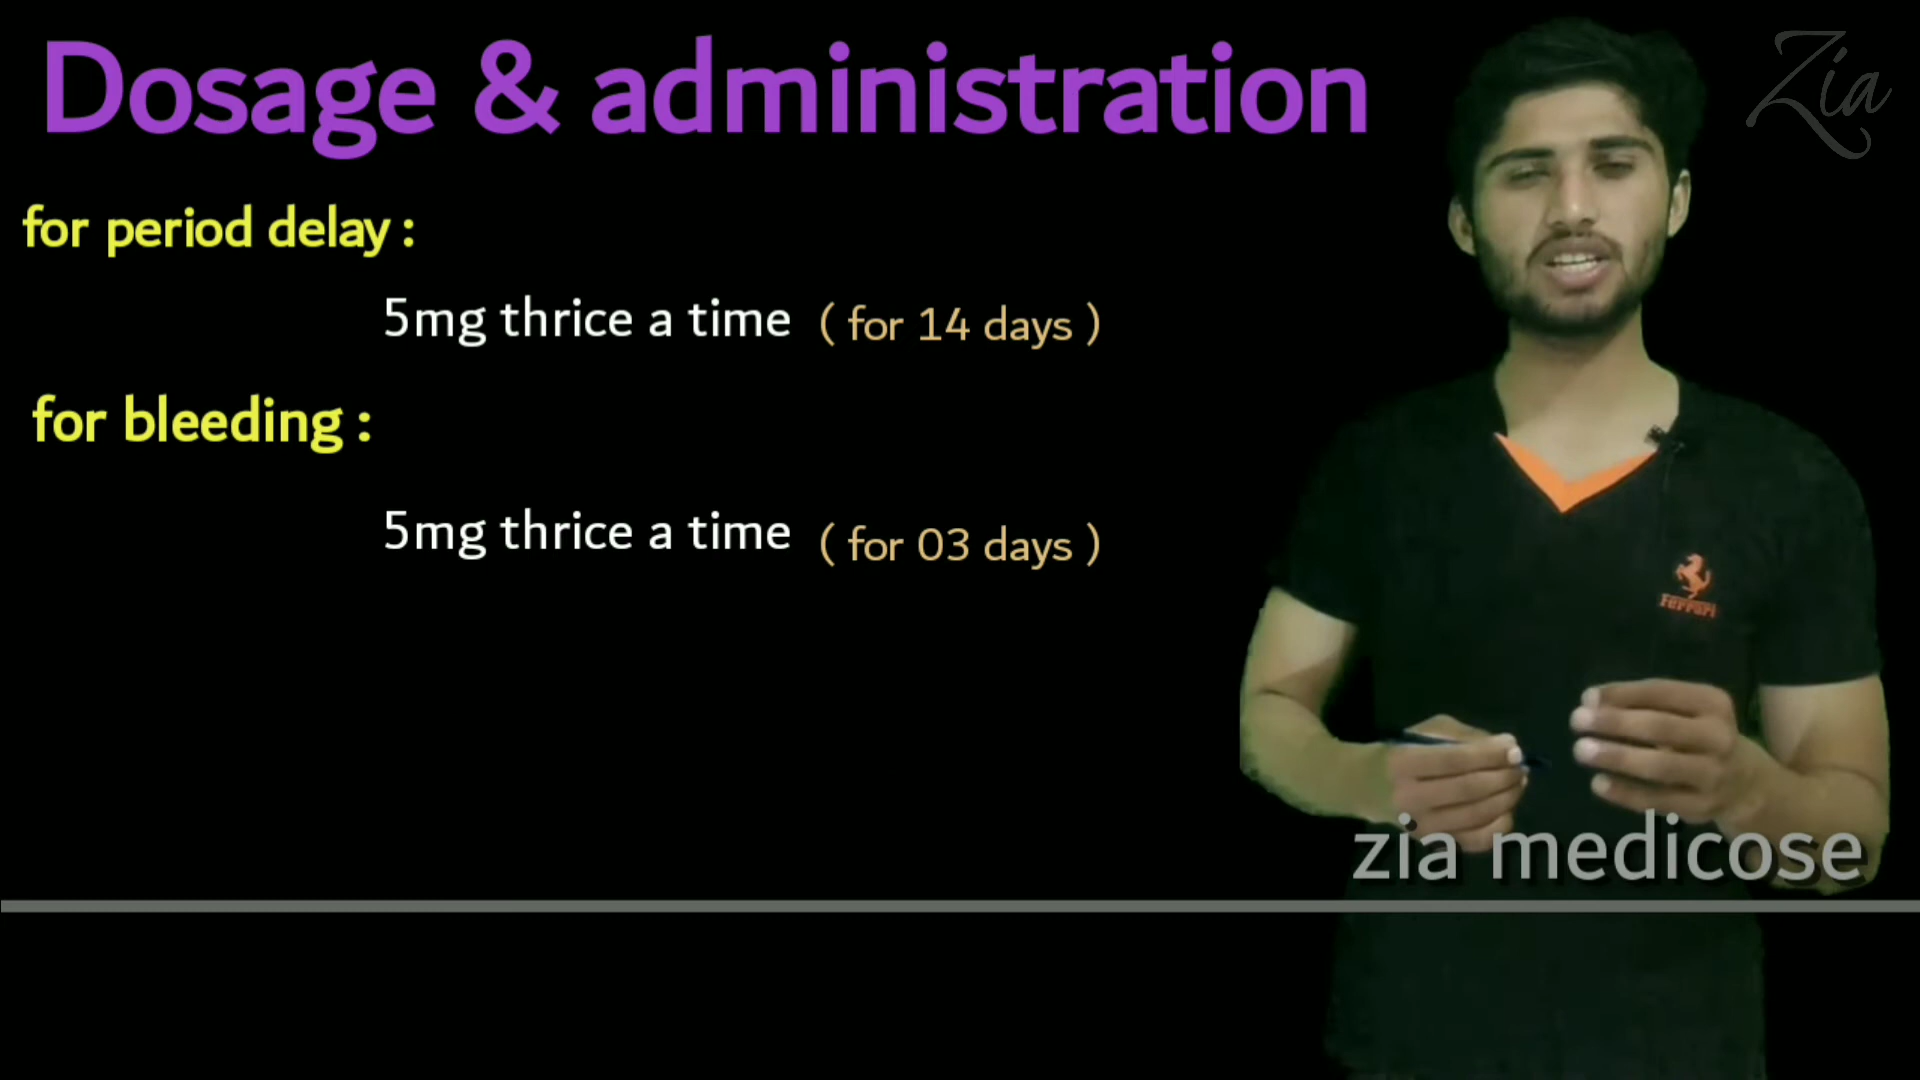 Dosage & administration
Zia
for period delay :
5mg thrice a time ( for 14 days )
for bleeding :
5mg thrice a time ( for 03 days )
Ferrari
zia medicose